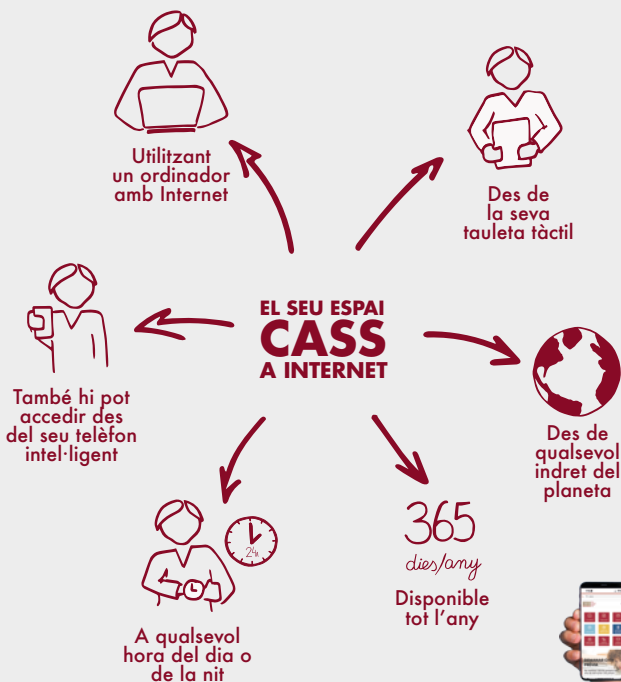 Utilitzant
un ordinador
amb Internet
Des de
la seva
tauleta tàctil
EL SEU ESPAI
CASS
A INTERNET
També hi pot
accedir des
del seu telèfon
intel·ligent
Des de
qualsevol
indret del
planeta
24h
A qualsevol
hora del dia o
de la nit
365
dies/any
Disponible
tot l'any